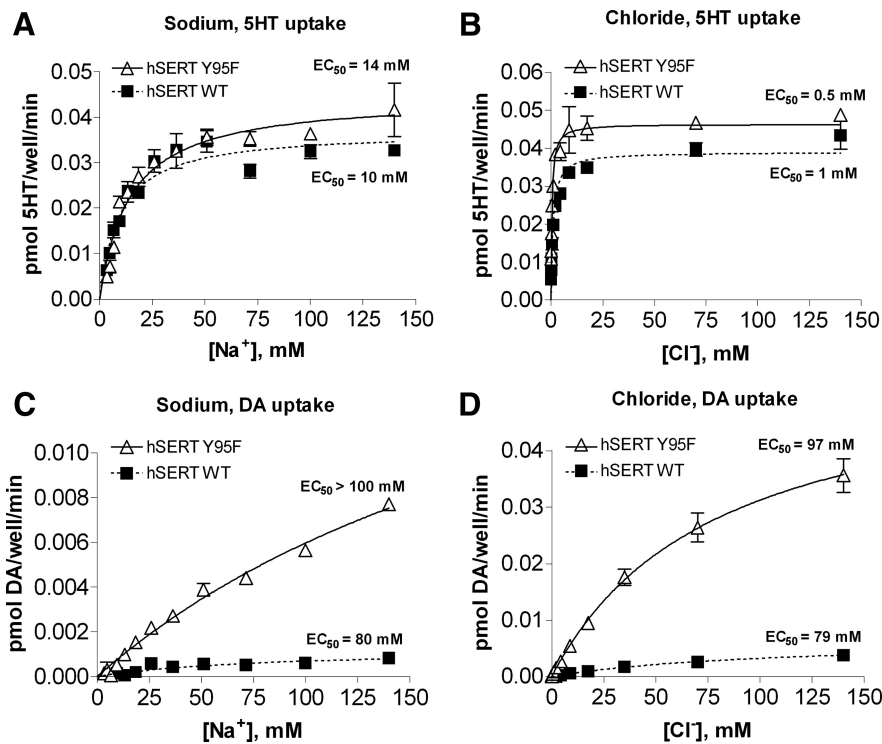 A
Sodium, 5HT uptake
hSERT Y95F
hSERT WT
EC50 = 14 mM
EC50 = 10 mM
0.05
0.04
0.03
0.02
0.01
0.00
pmol 5HT/well/min
0 25 50 75 100 125 150
[Na+], mM
B
Chloride, 5HT uptake
hSERT Y95F
hSERT WT
EC50 = 0.5 mM
EC50 = 1 mM
0.06
0.05
0.04
0.03
0.02
0.01
0.00
pmol 5HT/well/min
0 25 50 75 100 125 150
[Cl-], mM
C
Sodium, DA uptake
hSERT Y95F
hSERT WT
EC50 > 100 mM
EC50 = 80 mM
0.010
0.008
0.006
0.004
0.002
0.000
pmol DA/well/min
0 25 50 75 100 125 150
[Na+], mM
D
Chloride, DA uptake
hSERT Y95F
hSERT WT
EC50 = 97 mM
EC50 = 79 mM
0.04
0.03
0.02
0.01
0.00
pmol DA/well/min
0 25 50 75 100 125 150
[Cl-], mM